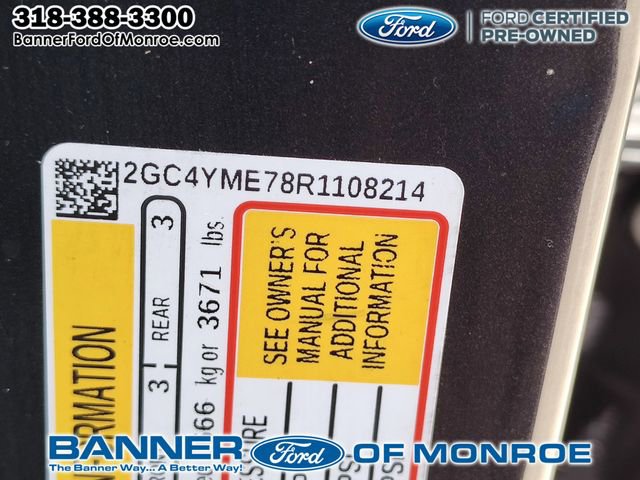 318-388-3300
BannerFordOfMonroe.com
Ford
FORD CERTIFIED
PRE-OWNED
2GC4YME78R1108214
REAR 3
3
kg or 3671 lbs.
SEE OWNER'S
MANUAL FOR
ADDITIONAL
INFORMATION
BANNER Ford OF MONROE
The Banner Way... A Better Way!